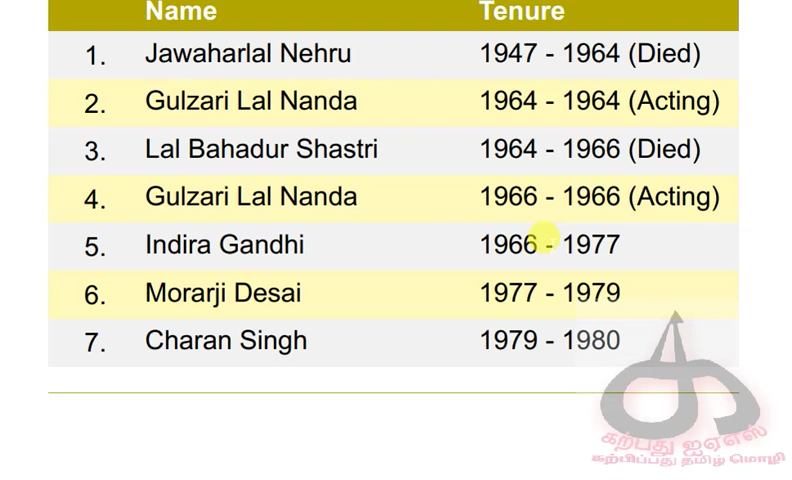 Name Tenure
1. Jawaharlal Nehru 1947 - 1964 (Died)
2. Gulzari Lal Nanda 1964 - 1964 (Acting)
3. Lal Bahadur Shastri 1964 - 1966 (Died)
4. Gulzari Lal Nanda 1966 - 1966 (Acting)
5. Indira Gandhi 1966 - 1977
6. Morarji Desai 1977 - 1979
7. Charan Singh 1979 - 1980
கற்பது ஐஏஎஸ்
கற்பிப்பது தமிழ் மொழி